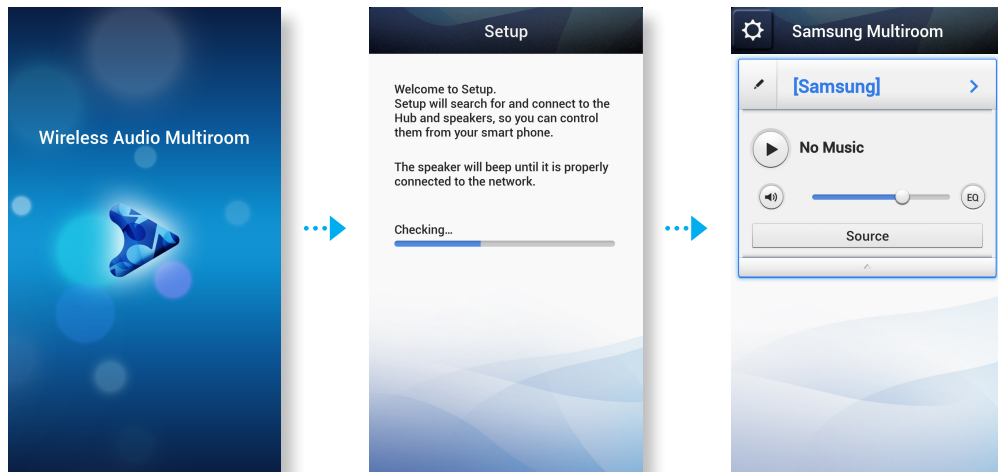 Wireless Audio Multiroom
Setup
Welcome to Setup.
Setup will search for and connect to the
Hub and speakers, so you can control
them from your smart phone.
The speaker will beep until it is properly
connected to the network.
Checking...
Samsung Multiroom
[Samsung]
No Music
EQ
Source